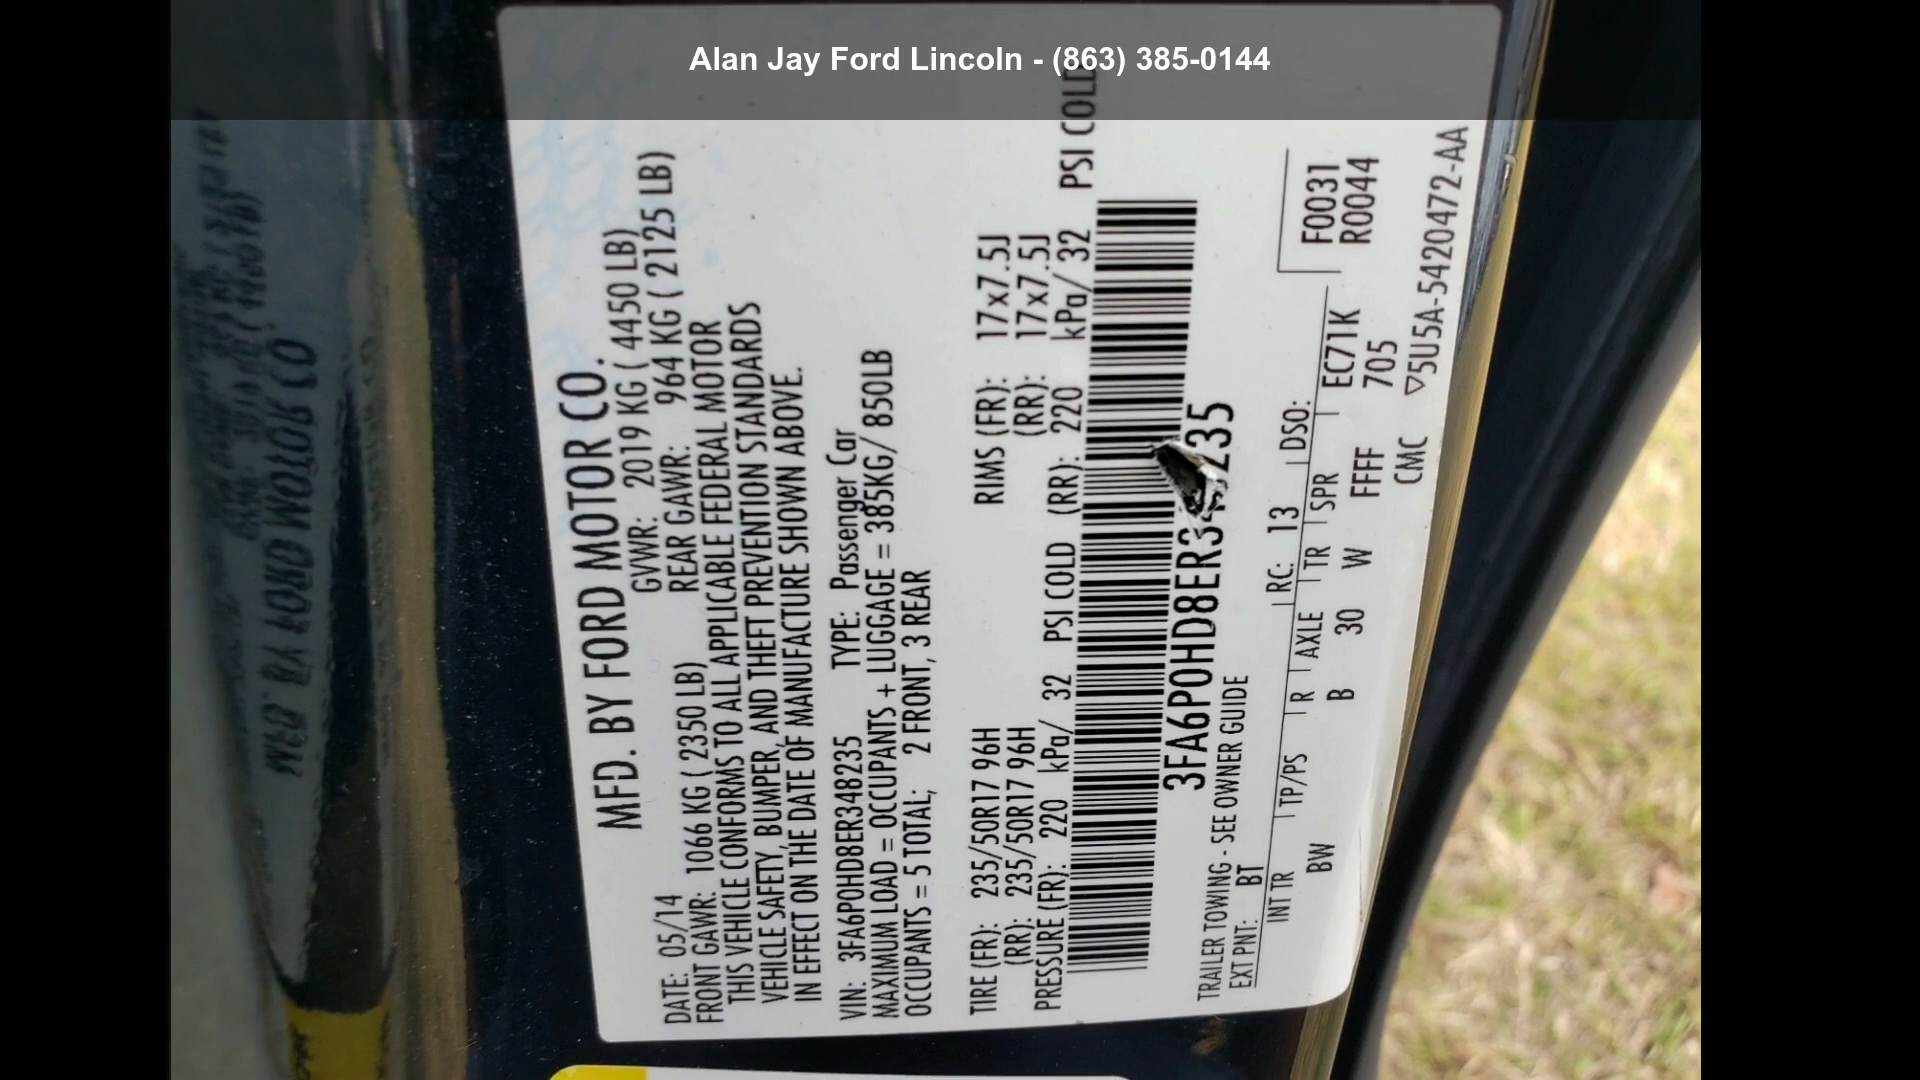 Alan Jay Ford Lincoln - (863) 385-0144
MFD. BY FORD MOTOR CO.
DATE: 05/14 GVWR: 2019 KG ( 4450 LB)
FRONT GAWR: 1066 KG ( 2350 LB) REAR GAWR: 964 KG ( 2125 LB)
THIS VEHICLE CONFORMS TO ALL APPLICABLE FEDERAL MOTOR
VEHICLE SAFETY, BUMPER, AND THEFT PREVENTION STANDARDS
IN EFFECT ON THE DATE OF MANUFACTURE SHOWN ABOVE.
VIN: 3FA6P0HD8ER348235 TYPE: Passenger Car
MAXIMUM LOAD = OCCUPANTS + LUGGAGE = 385KG/ 850LB
OCCUPANTS = 5 TOTAL; 2 FRONT, 3 REAR
TIRE (FR): 235/50R17 96H RIMS (FR): 17x7.5J
(RR): 235/50R17 96H (RR): 17x7.5J
PRESSURE (FR): 220 kPa/ 32 PSI COLD (RR): 220 kPa/ 32 PSI COLD
3FA6P0HD8ER34 235
TRAILER TOWING - SEE OWNER GUIDE
EXT PNT: BT RC: 13 DSO:
INT TR TP/PS R AXLE TR SPR EC71K F0031
BW B 30 W FFF 705 R0044
CMC ▽5U5A-5420472-AA